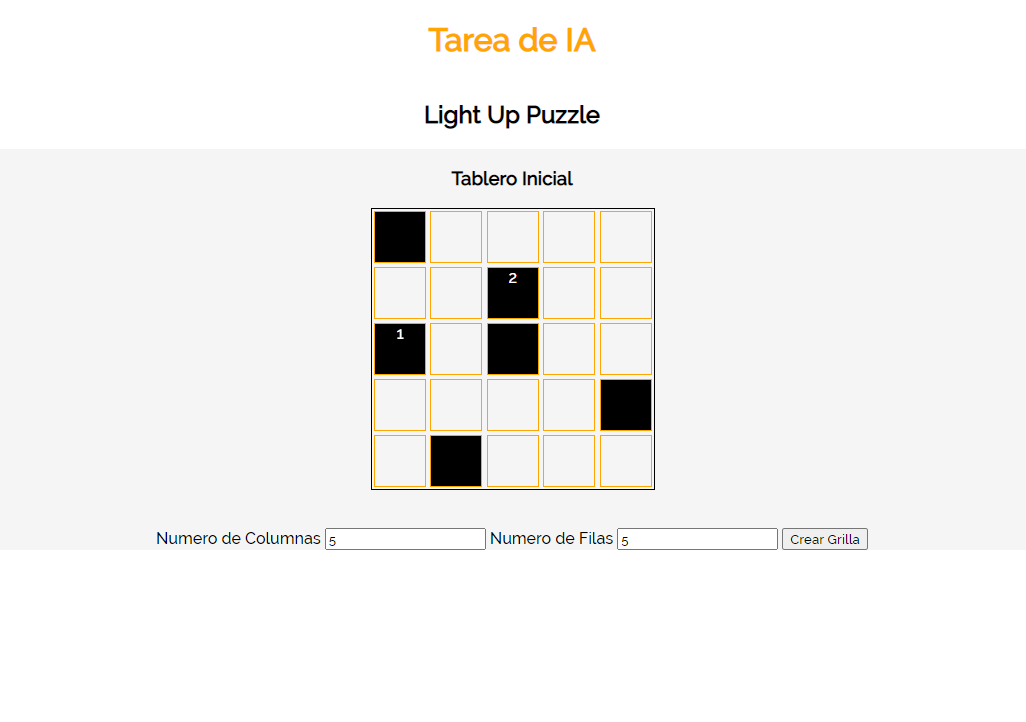 Tarea de IA
Light Up Puzzle
Tablero Inicial
2
1
Numero de Columnas 5 Numero de Filas 5 Crear Grilla